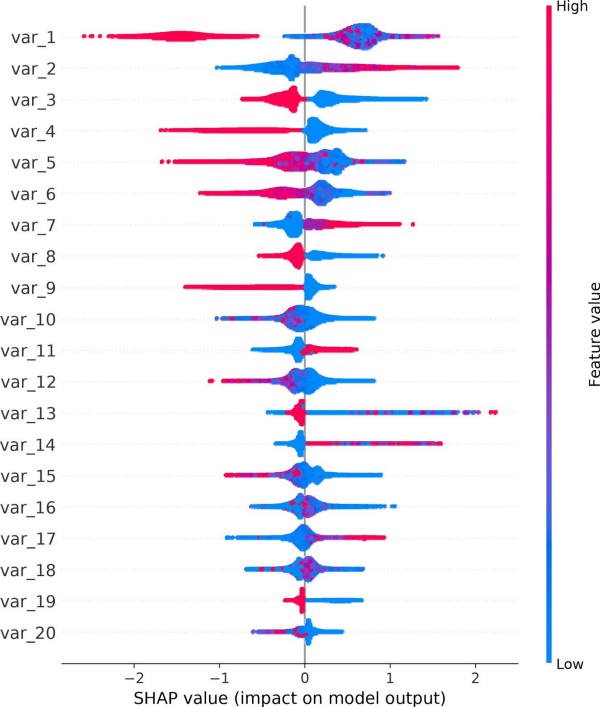 High
var_1
var_2
var_3
var_4
var_5
var_6
var_7
var_8
var_9
var_10
var_11
var_12
var_13
var_14
var_15
var_16
var_17
var_18
var_19
var_20
Feature value
Low
−2 −1 0 1 2
SHAP value (impact on model output)